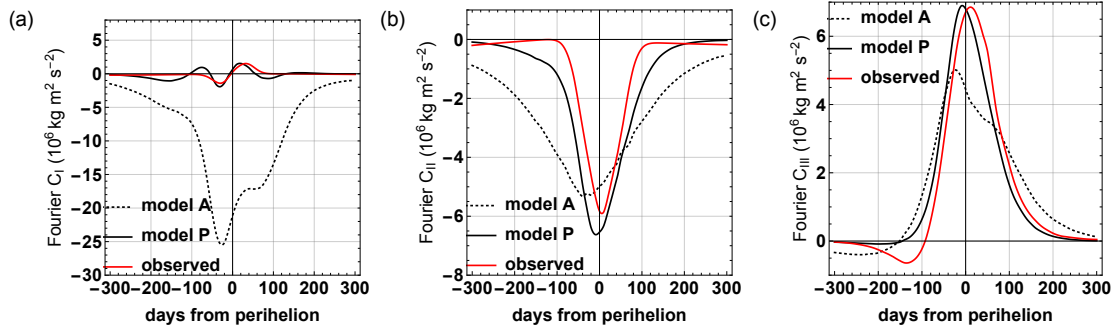 (a)
Fourier C_I (10^6 kg m^2 s^-2)
5
0
−5
−10
−15
−20
−25
−30
model A
model P
observed
−300 −200 −100 0 100 200 300
days from perihelion
(b)
Fourier C_II (10^6 kg m^2 s^-2)
0
−2
−4
−6
−8
model A
model P
observed
−300 −200 −100 0 100 200 300
days from perihelion
(c)
Fourier C_III (10^6 kg m^2 s^-2)
6
4
2
0
model A
model P
observed
−300 −200 −100 0 100 200 300
days from perihelion